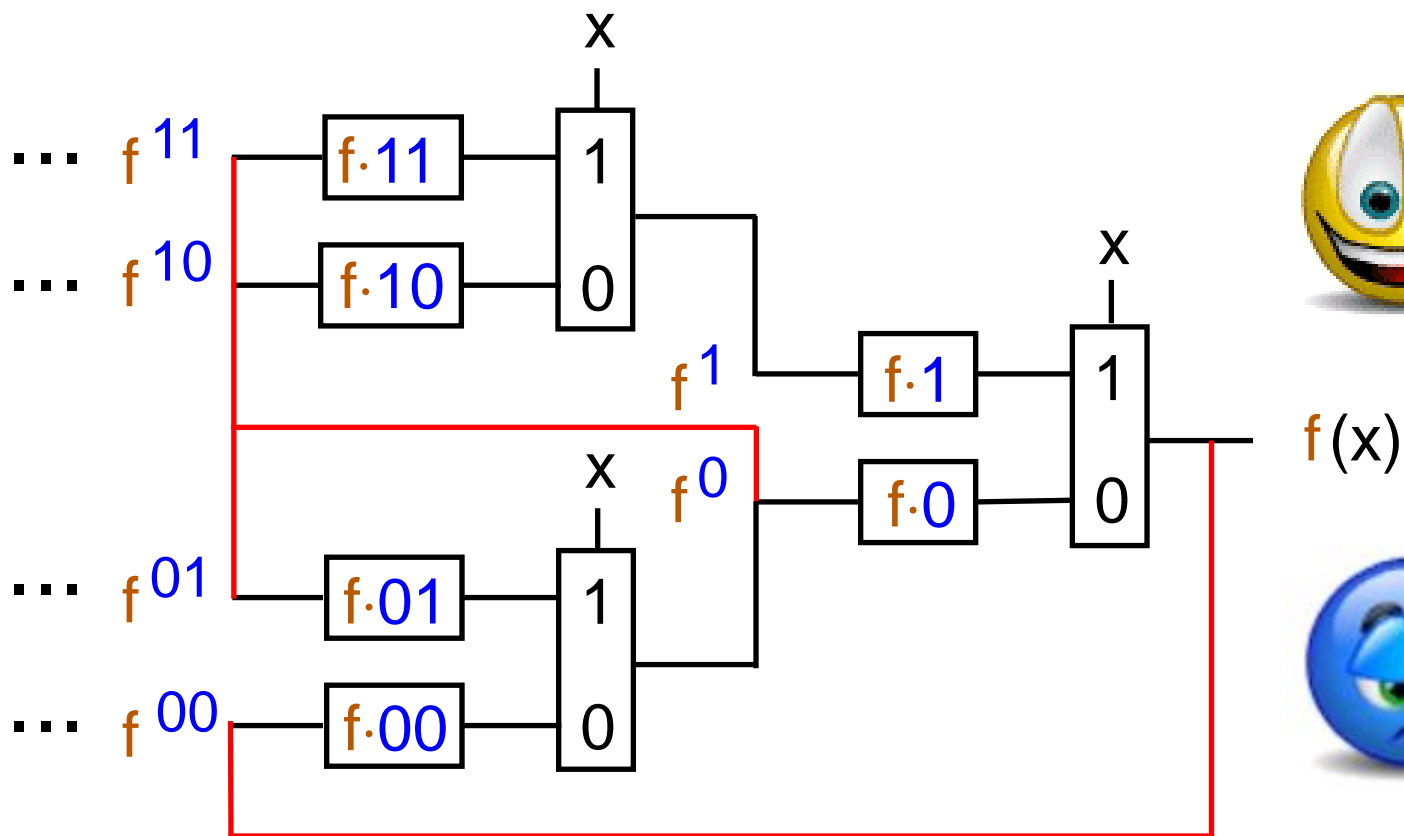 x
... f 11 f·11 1
... f 10 f·10 0
x
f 1 f·1 1
f(x)
f 0 f·0 0
x
... f 01 f·01 1
... f 00 f·00 0